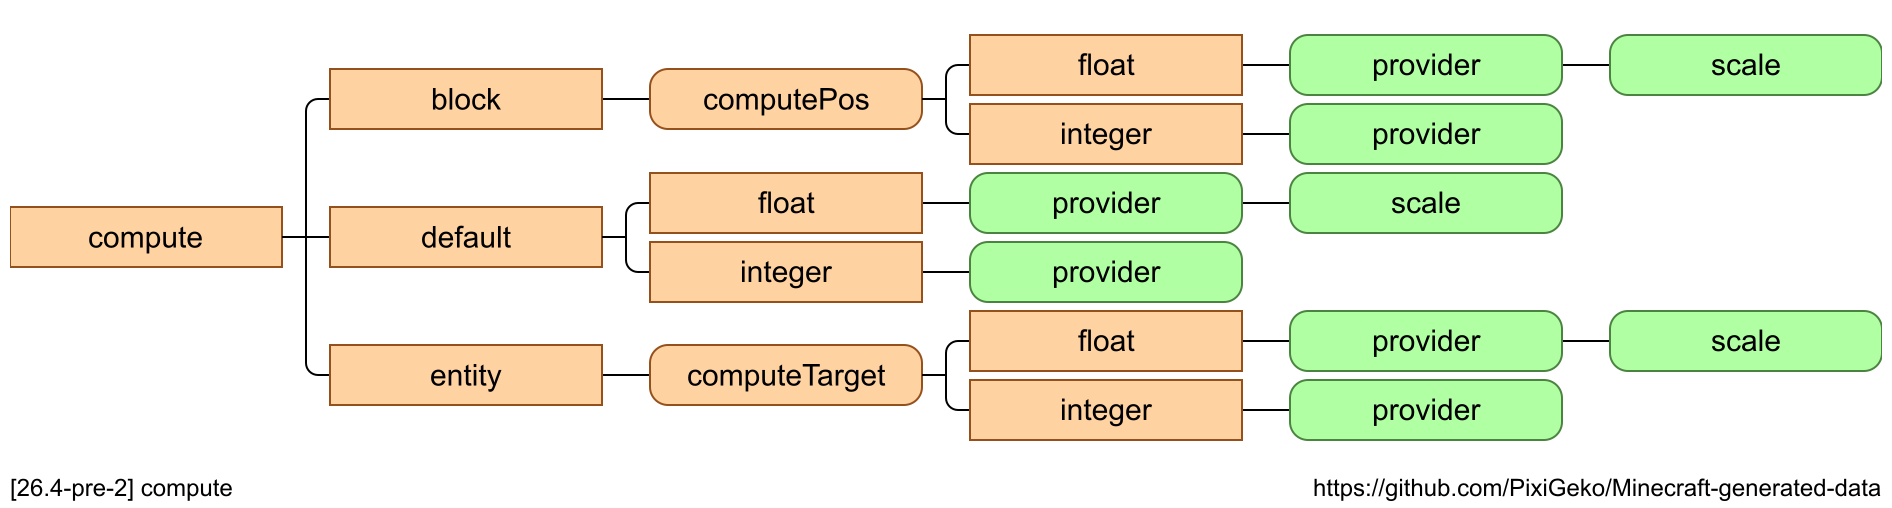 float
provider
scale
block
computePos
integer
provider
float
provider
scale
compute
default
integer
provider
float
provider
scale
entity
computeTarget
integer
provider
[26.4-pre-2] compute
https://github.com/PixiGeko/Minecraft-generated-data